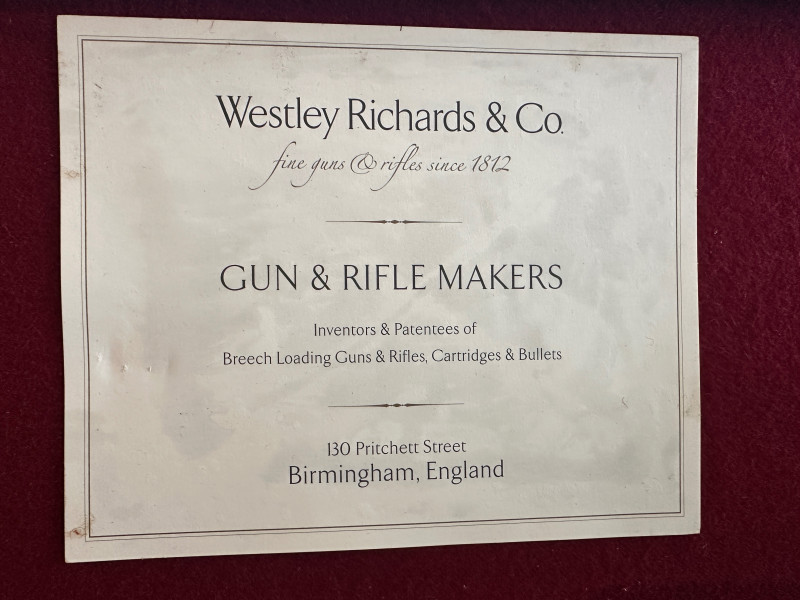 Westley Richards & Co.
fine guns & rifles since 1812
GUN & RIFLE MAKERS
Inventors & Patentees of
Breech Loading Guns & Rifles, Cartridges & Bullets
130 Pritchett Street
Birmingham, England